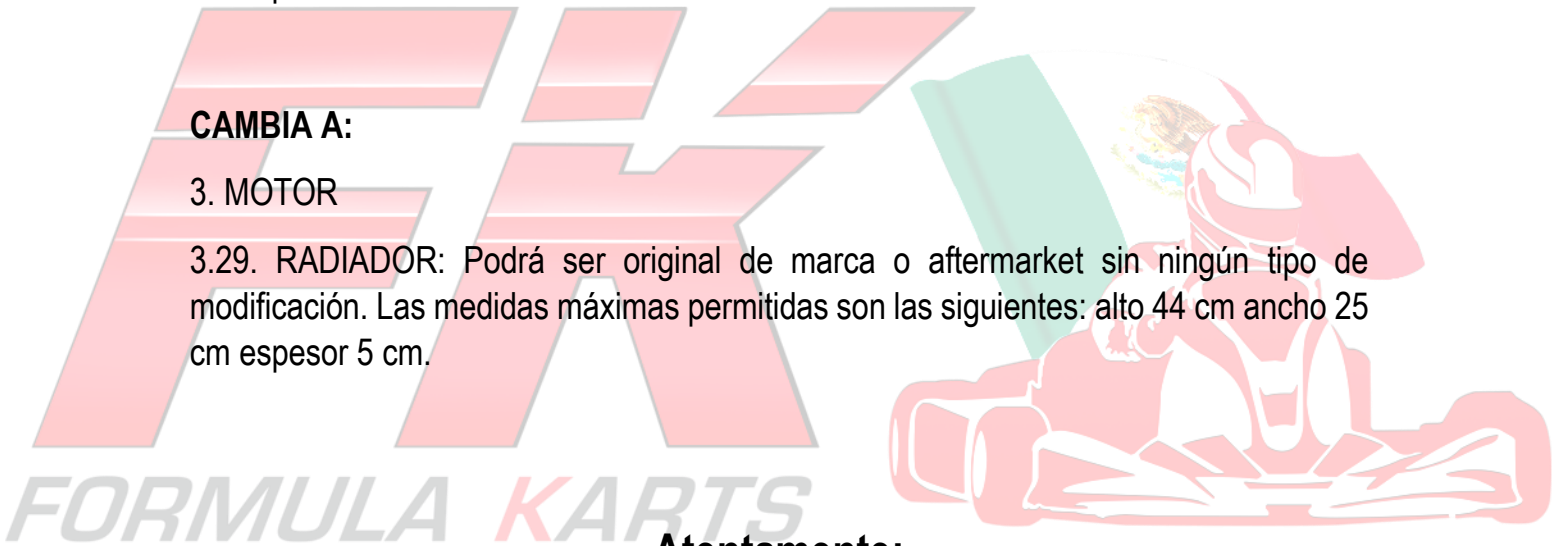 CAMBIA A:
3. MOTOR
3.29. RADIADOR: Podrá ser original de marca o aftermarket sin ningún tipo de
modificación. Las medidas máximas permitidas son las siguientes: alto 44 cm ancho 25
cm espesor 5 cm.
FK
FORMULA KARTS
Atentamente: